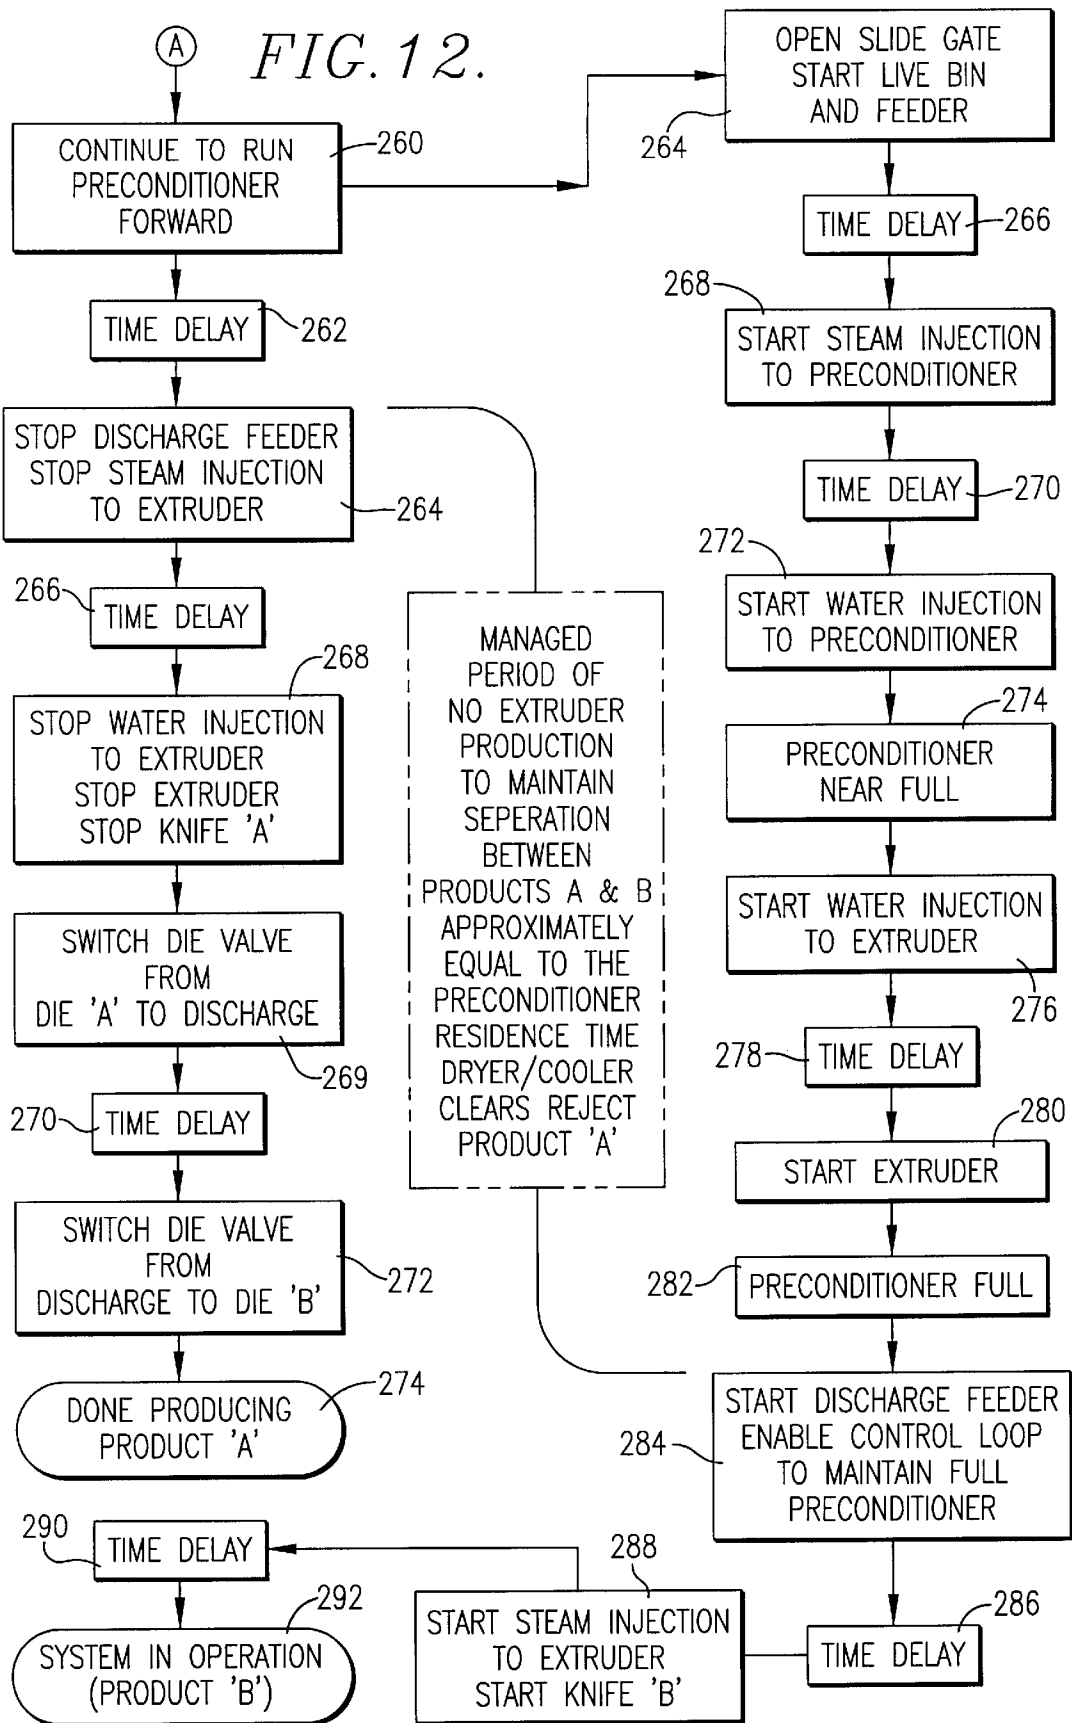 A
FIG. 12.
CONTINUE TO RUN
PRECONDITIONER
FORWARD
260
TIME DELAY
262
STOP DISCHARGE FEEDER
STOP STEAM INJECTION
TO EXTRUDER
264
266
TIME DELAY
268
STOP WATER INJECTION
TO EXTRUDER
STOP EXTRUDER
STOP KNIFE 'A'
SWITCH DIE VALVE
FROM
DIE 'A' TO DISCHARGE
269
270
TIME DELAY
SWITCH DIE VALVE
FROM
DISCHARGE TO DIE 'B'
272
274
DONE PRODUCING
PRODUCT 'A'
MANAGED
PERIOD OF
NO EXTRUDER
PRODUCTION
TO MAINTAIN
SEPERATION
BETWEEN
PRODUCTS A & B
APPROXIMATELY
EQUAL TO THE
PRECONDITIONER
RESIDENCE TIME
DRYER/COOLER
CLEARS REJECT
PRODUCT 'A'
OPEN SLIDE GATE
START LIVE BIN
AND FEEDER
264
TIME DELAY
266
268
START STEAM INJECTION
TO PRECONDITIONER
TIME DELAY
270
272
START WATER INJECTION
TO PRECONDITIONER
274
PRECONDITIONER
NEAR FULL
START WATER INJECTION
TO EXTRUDER
276
278
TIME DELAY
280
START EXTRUDER
282
PRECONDITIONER FULL
START DISCHARGE FEEDER
ENABLE CONTROL LOOP
TO MAINTAIN FULL
PRECONDITIONER
284
286
TIME DELAY
288
START STEAM INJECTION
TO EXTRUDER
START KNIFE 'B'
290
TIME DELAY
292
SYSTEM IN OPERATION
(PRODUCT 'B')